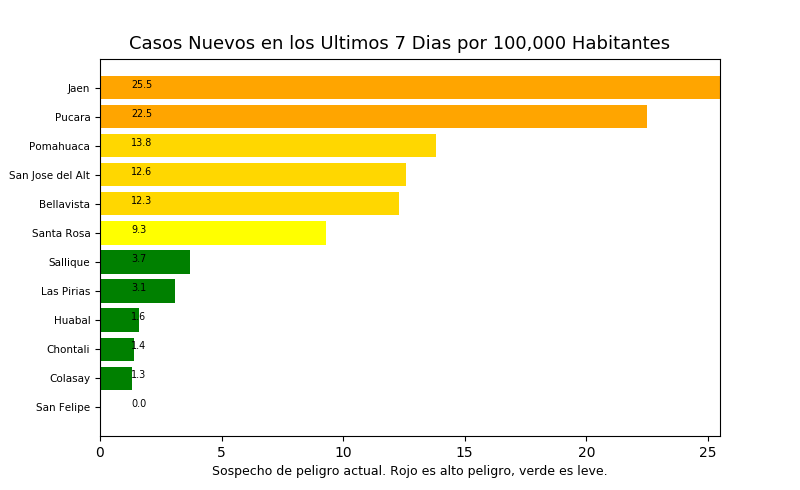 Casos Nuevos en los Ultimos 7 Dias por 100,000 Habitantes
Jaen 25.5
Pucara 22.5
Pomahuaca 13.8
San Jose del Alt 12.6
Bellavista 12.3
Santa Rosa 9.3
Sallique 3.7
Las Pirias 3.1
Huabal 1.6
Chontali 1.4
Colasay 1.3
San Felipe 0.0
0 5 10 15 20 25
Sospecho de peligro actual. Rojo es alto peligro, verde es leve.